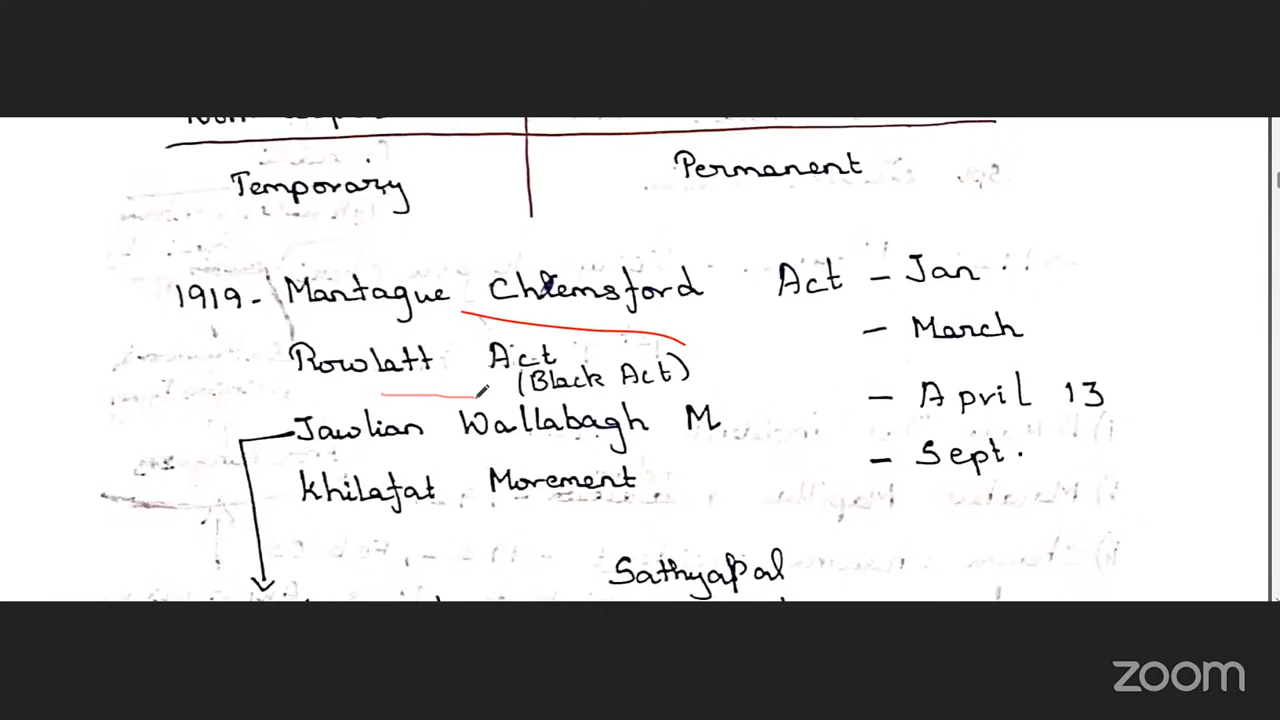 Temporary
Permanent
1919 - Mantague Chlemsford Act - Jan
- March
Rowlatt Act
(Black Act)
- April 13
Jawlian Wallabagh M
- Sept.
Khilafat Movement
Sathyapal
zoom